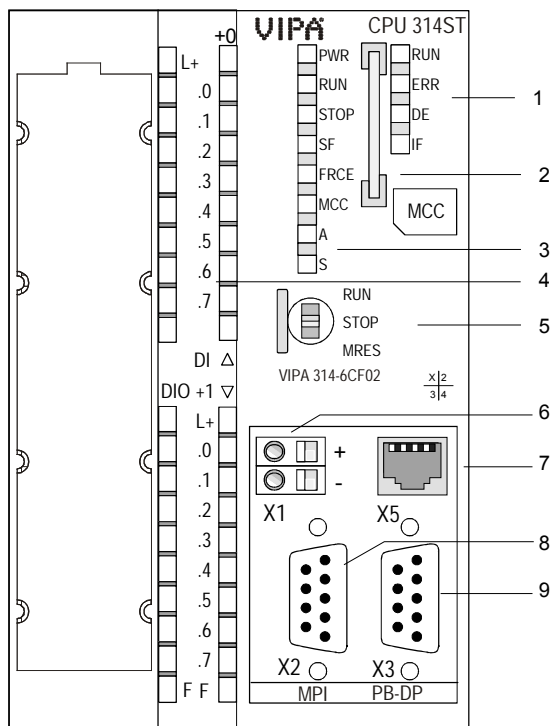 +0
L+
.0
.1
.2
.3
.4
.5
.6
.7
DI △
DIO +1 ▽
L+
.0
.1
.2
.3
.4
.5
.6
.7
F F
VIPA CPU 314ST
PWR
RUN
STOP
SF
FRCE
MCC
A
S
RUN
ERR
DE
IF
MCC
RUN
STOP
MRES
VIPA 314-6CF02
X 2
3 4
+
-
X1 X5
X2 X3
MPI PB-DP
1
2
3
4
5
6
7
8
9